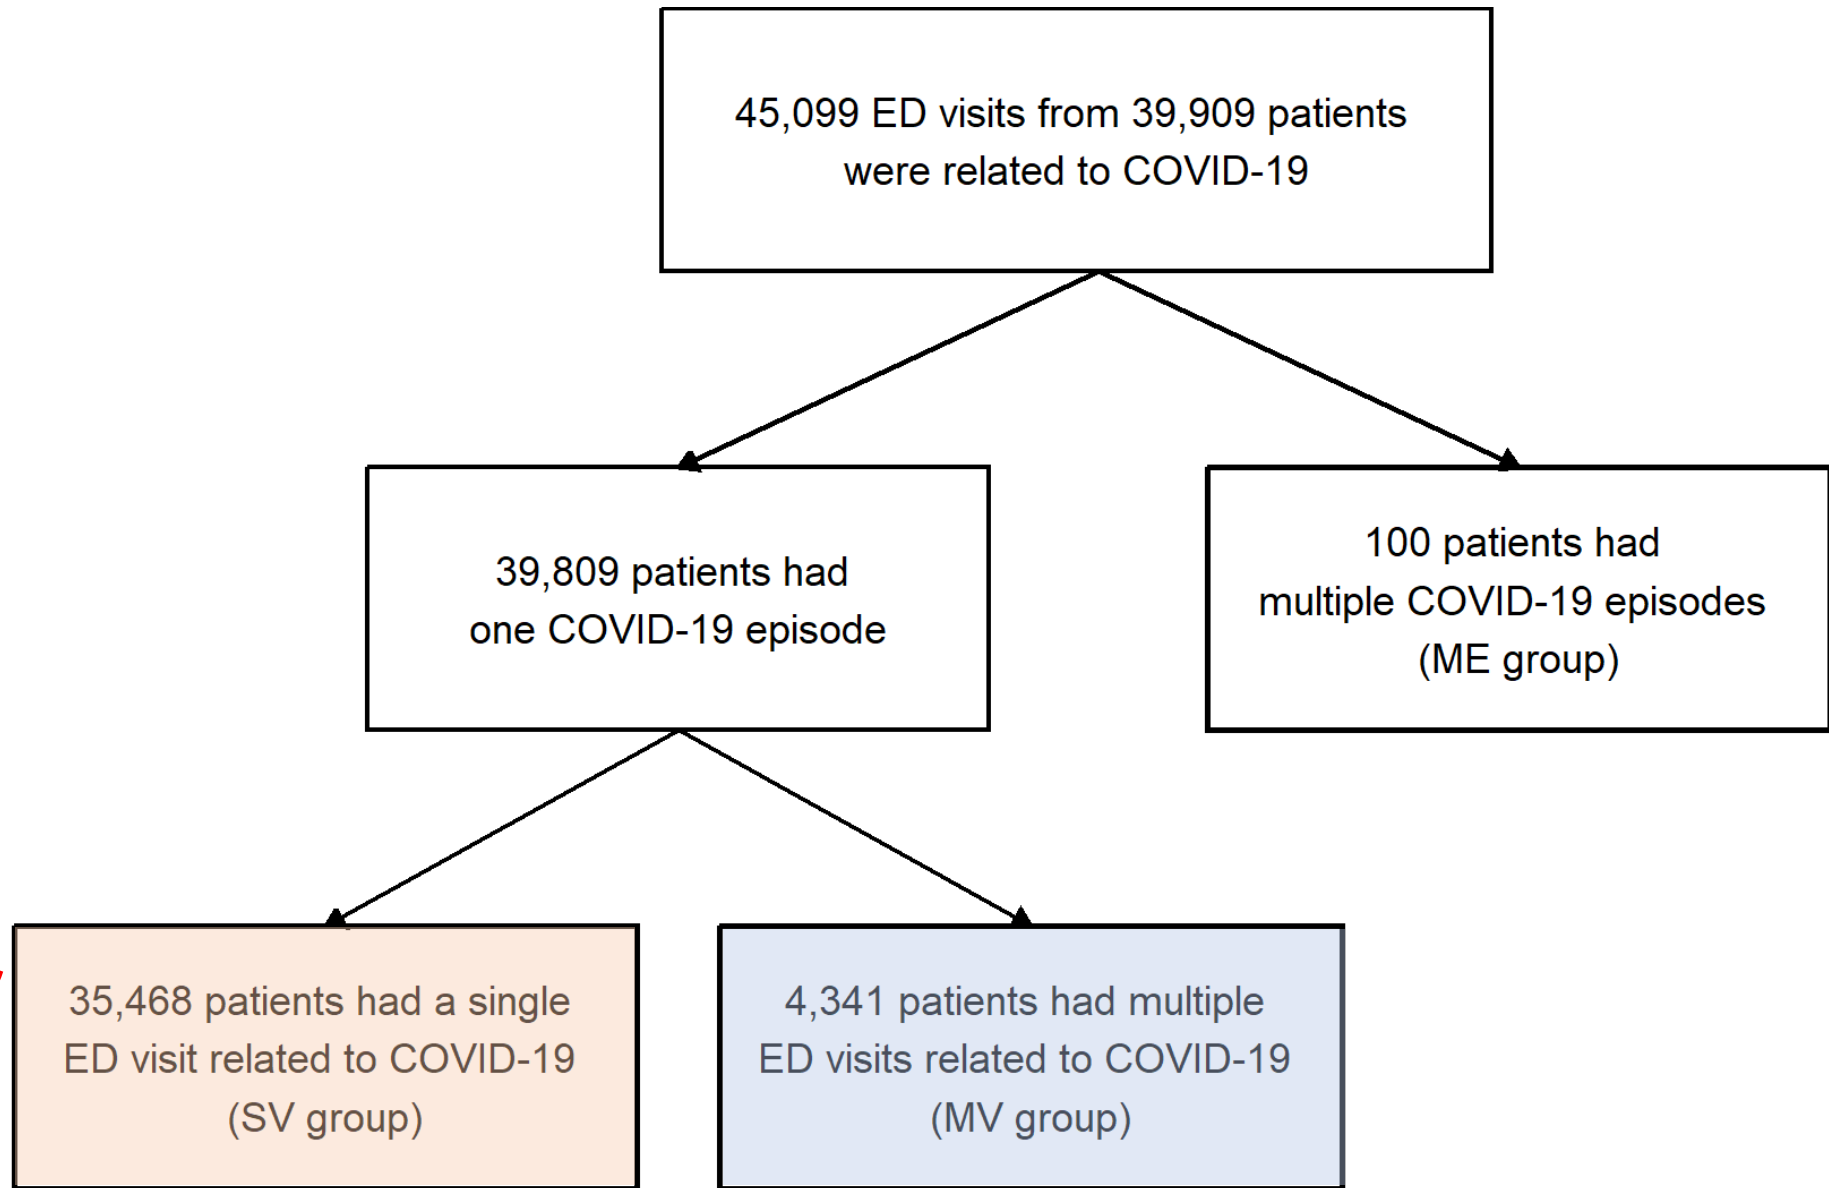 45,099 ED visits from 39,909 patients
were related to COVID-19
39,809 patients had
one COVID-19 episode
100 patients had
multiple COVID-19 episodes
(ME group)
35,468 patients had a single
ED visit related to COVID-19
(SV group)
4,341 patients had multiple
ED visits related to COVID-19
(MV group)